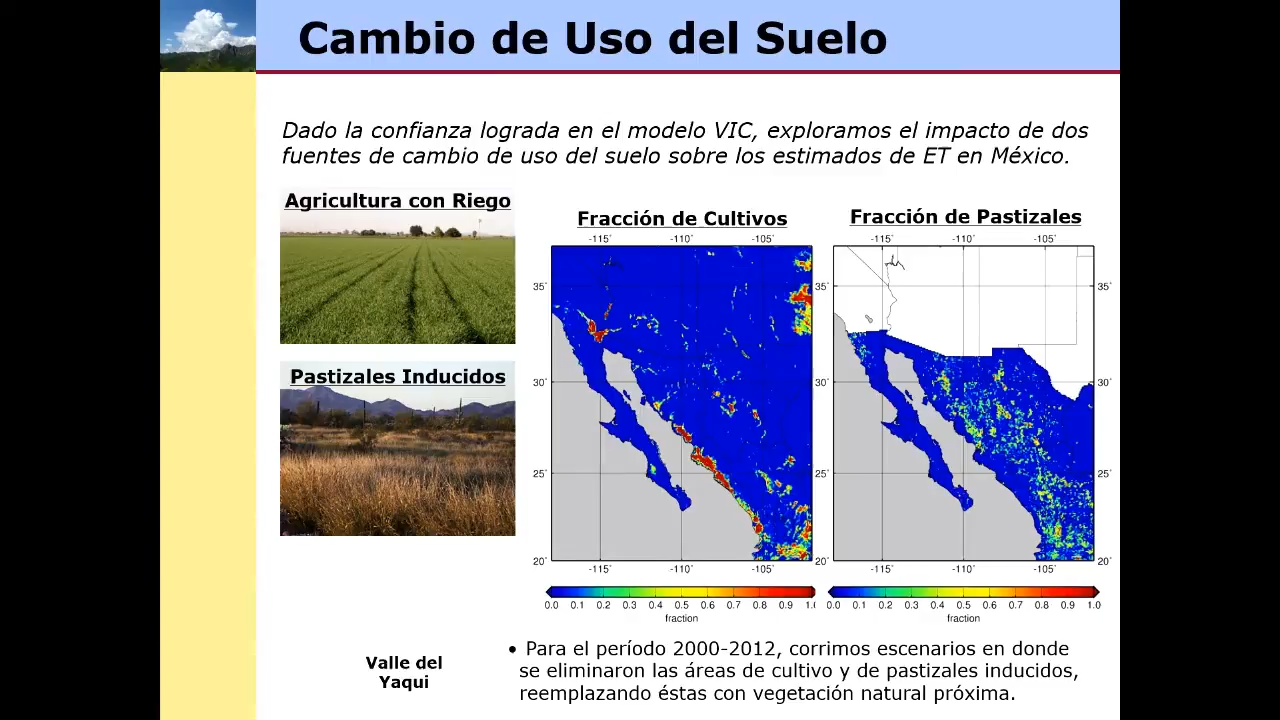 Cambio de Uso del Suelo
Dado la confianza lograda en el modelo VIC, exploramos el impacto de dos
fuentes de cambio de uso del suelo sobre los estimados de ET en México.
Agricultura con Riego
Pastizales Inducidos
Fracción de Cultivos
-115° -110° -105°
35°
30°
25°
20°
-115° -110° -105°
0.0 0.1 0.2 0.3 0.4 0.5 0.6 0.7 0.8 0.9 1.0
fraction
Fracción de Pastizales
-115° -110° -105°
35° 35°
30° 30°
25° 25°
20° 20°
-115° -110° -105°
0.0 0.1 0.2 0.3 0.4 0.5 0.6 0.7 0.8 0.9 1.0
fraction
Valle del
Yaqui
• Para el período 2000-2012, corrimos escenarios en donde
se eliminaron las áreas de cultivo y de pastizales inducidos,
reemplazando éstas con vegetación natural próxima.